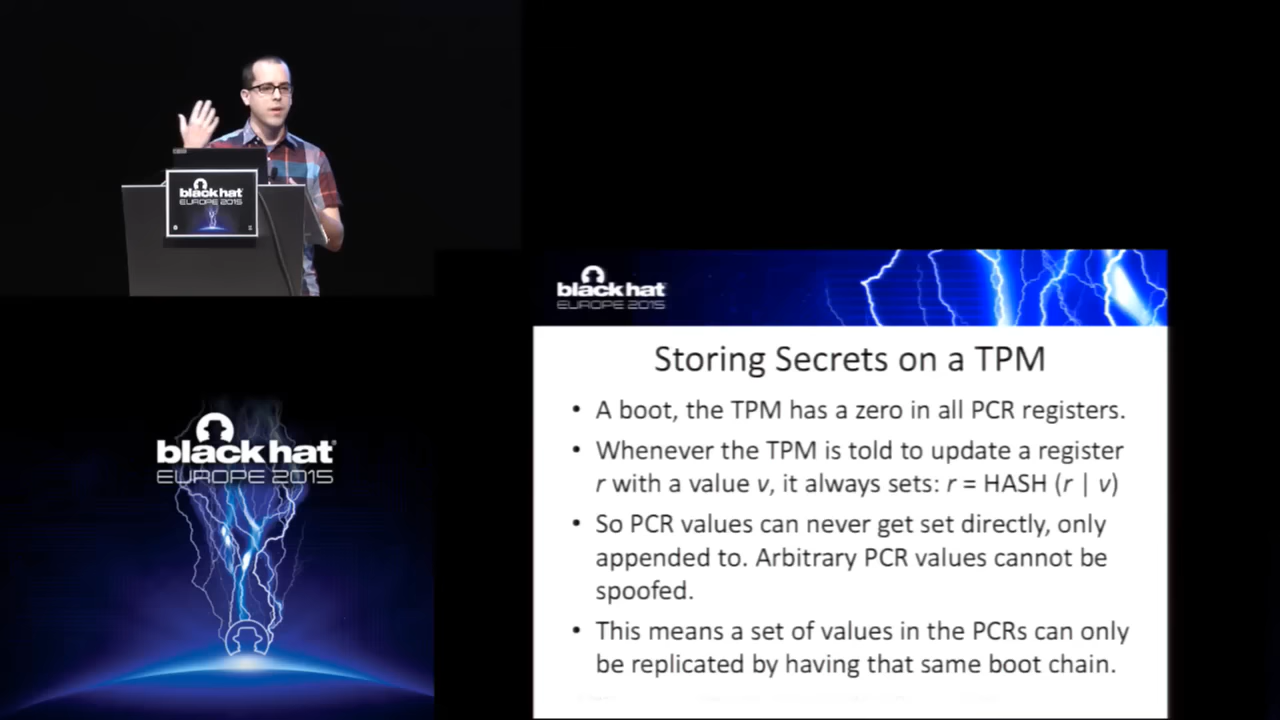 black hat
EUROPE 2015
black hat
EUROPE 2015
Storing Secrets on a TPM
• A boot, the TPM has a zero in all PCR registers.
• Whenever the TPM is told to update a register
r with a value v, it always sets: r = HASH (r | v)
• So PCR values can never get set directly, only
appended to. Arbitrary PCR values cannot be
spoofed.
• This means a set of values in the PCRs can only
be replicated by having that same boot chain.
black hat
EUROPE 2015